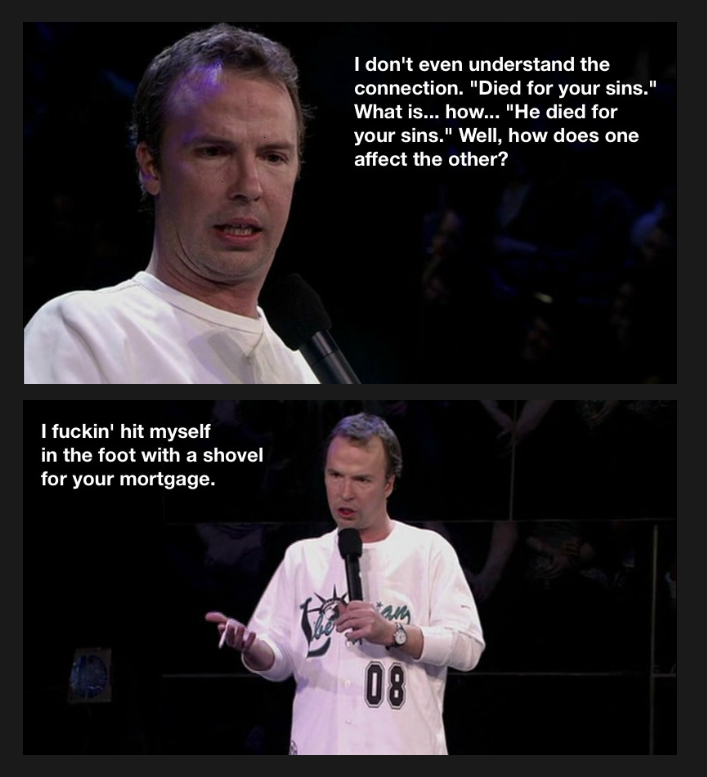 I don't even understand the
connection. "Died for your sins."
What is... how... "He died for
your sins." Well, how does one
affect the other?
I fuckin' hit myself
in the foot with a shovel
for your mortgage.
08